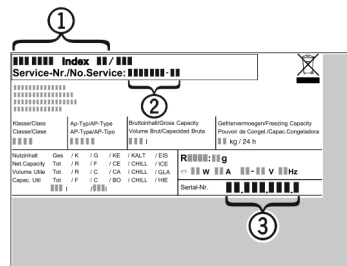 1
Index /
Service-Nr./No.Service: -
2
Klasse/Class Ap-Typ/AP-Type Bruttoinhalt/Gross Capacity Gefriervermoegen/Freezing Capacity
Classe/Clase AP-Type/AP-Tipo Volume Brut/Capacidad Bruta Pouvoir de Congel./Capac.Congeladora
l kg / 24 h
Nutzinhalt Ges / K / G / KE / KALT / EIS
Net Capacity Tot / R / F / CE / CHILL / ICE
Volume Utile Tot / R / C / CA / CHILL / GLA
Capac. Util Tot / F / C / BO / CHILL / HIE
l / l
R : g
W A - V Hz
Serial-Nr. . . .
3